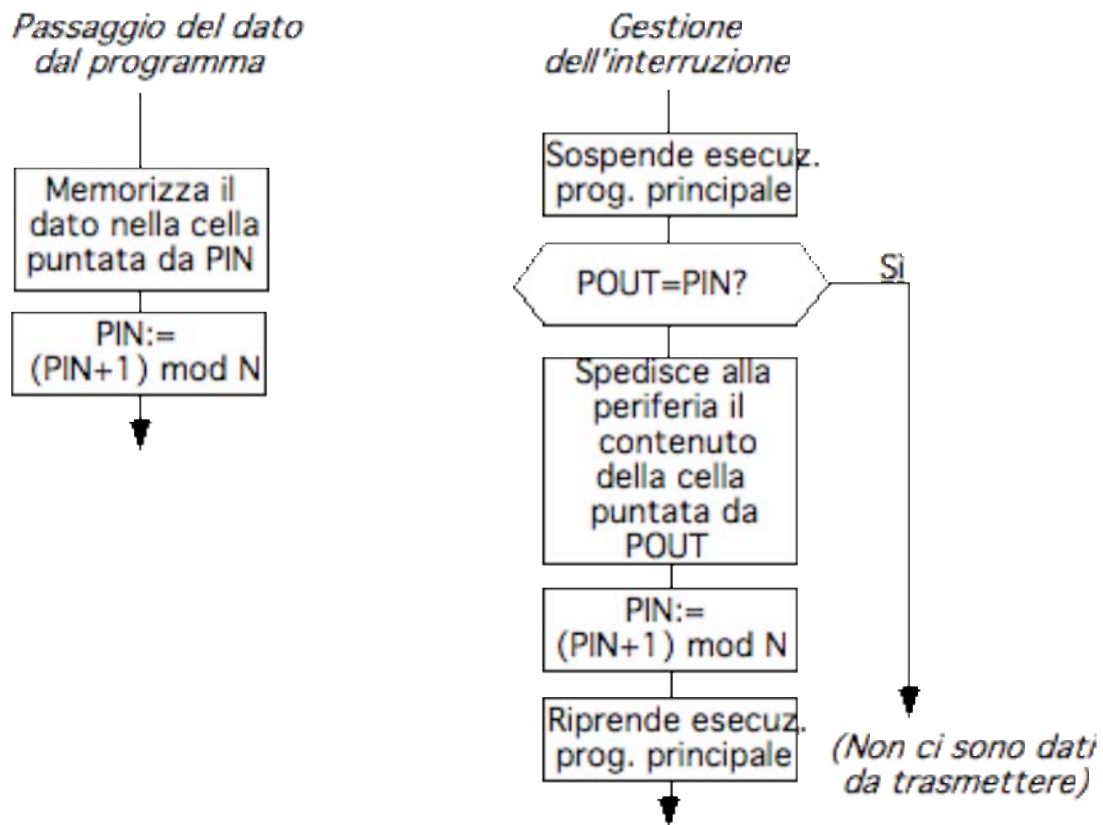 Passaggio del dato
dal programma
Memorizza il
dato nella cella
puntata da PIN
PIN:=
(PIN+1) mod N
Gestione
dell'interruzione
Sospende esecuz.
prog. principale
POUT=PIN?
Sì
Spedisce alla
periferia il
contenuto
della cella
puntata da
POUT
PIN:=
(PIN+1) mod N
Riprende esecuz.
prog. principale
(Non ci sono dati
da trasmettere)